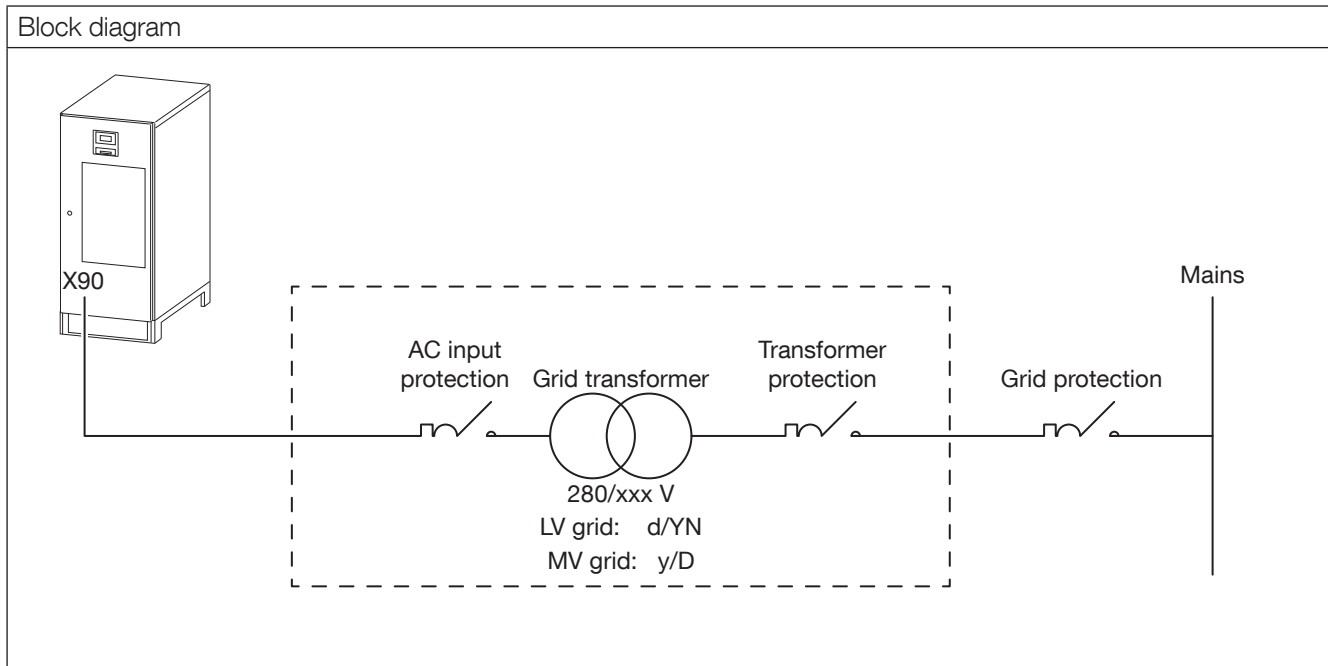 Block diagram
X90
Mains
AC input
protection
Grid transformer
Transformer
protection
Grid protection
280/xxx V
LV grid: d/YN
MV grid: y/D